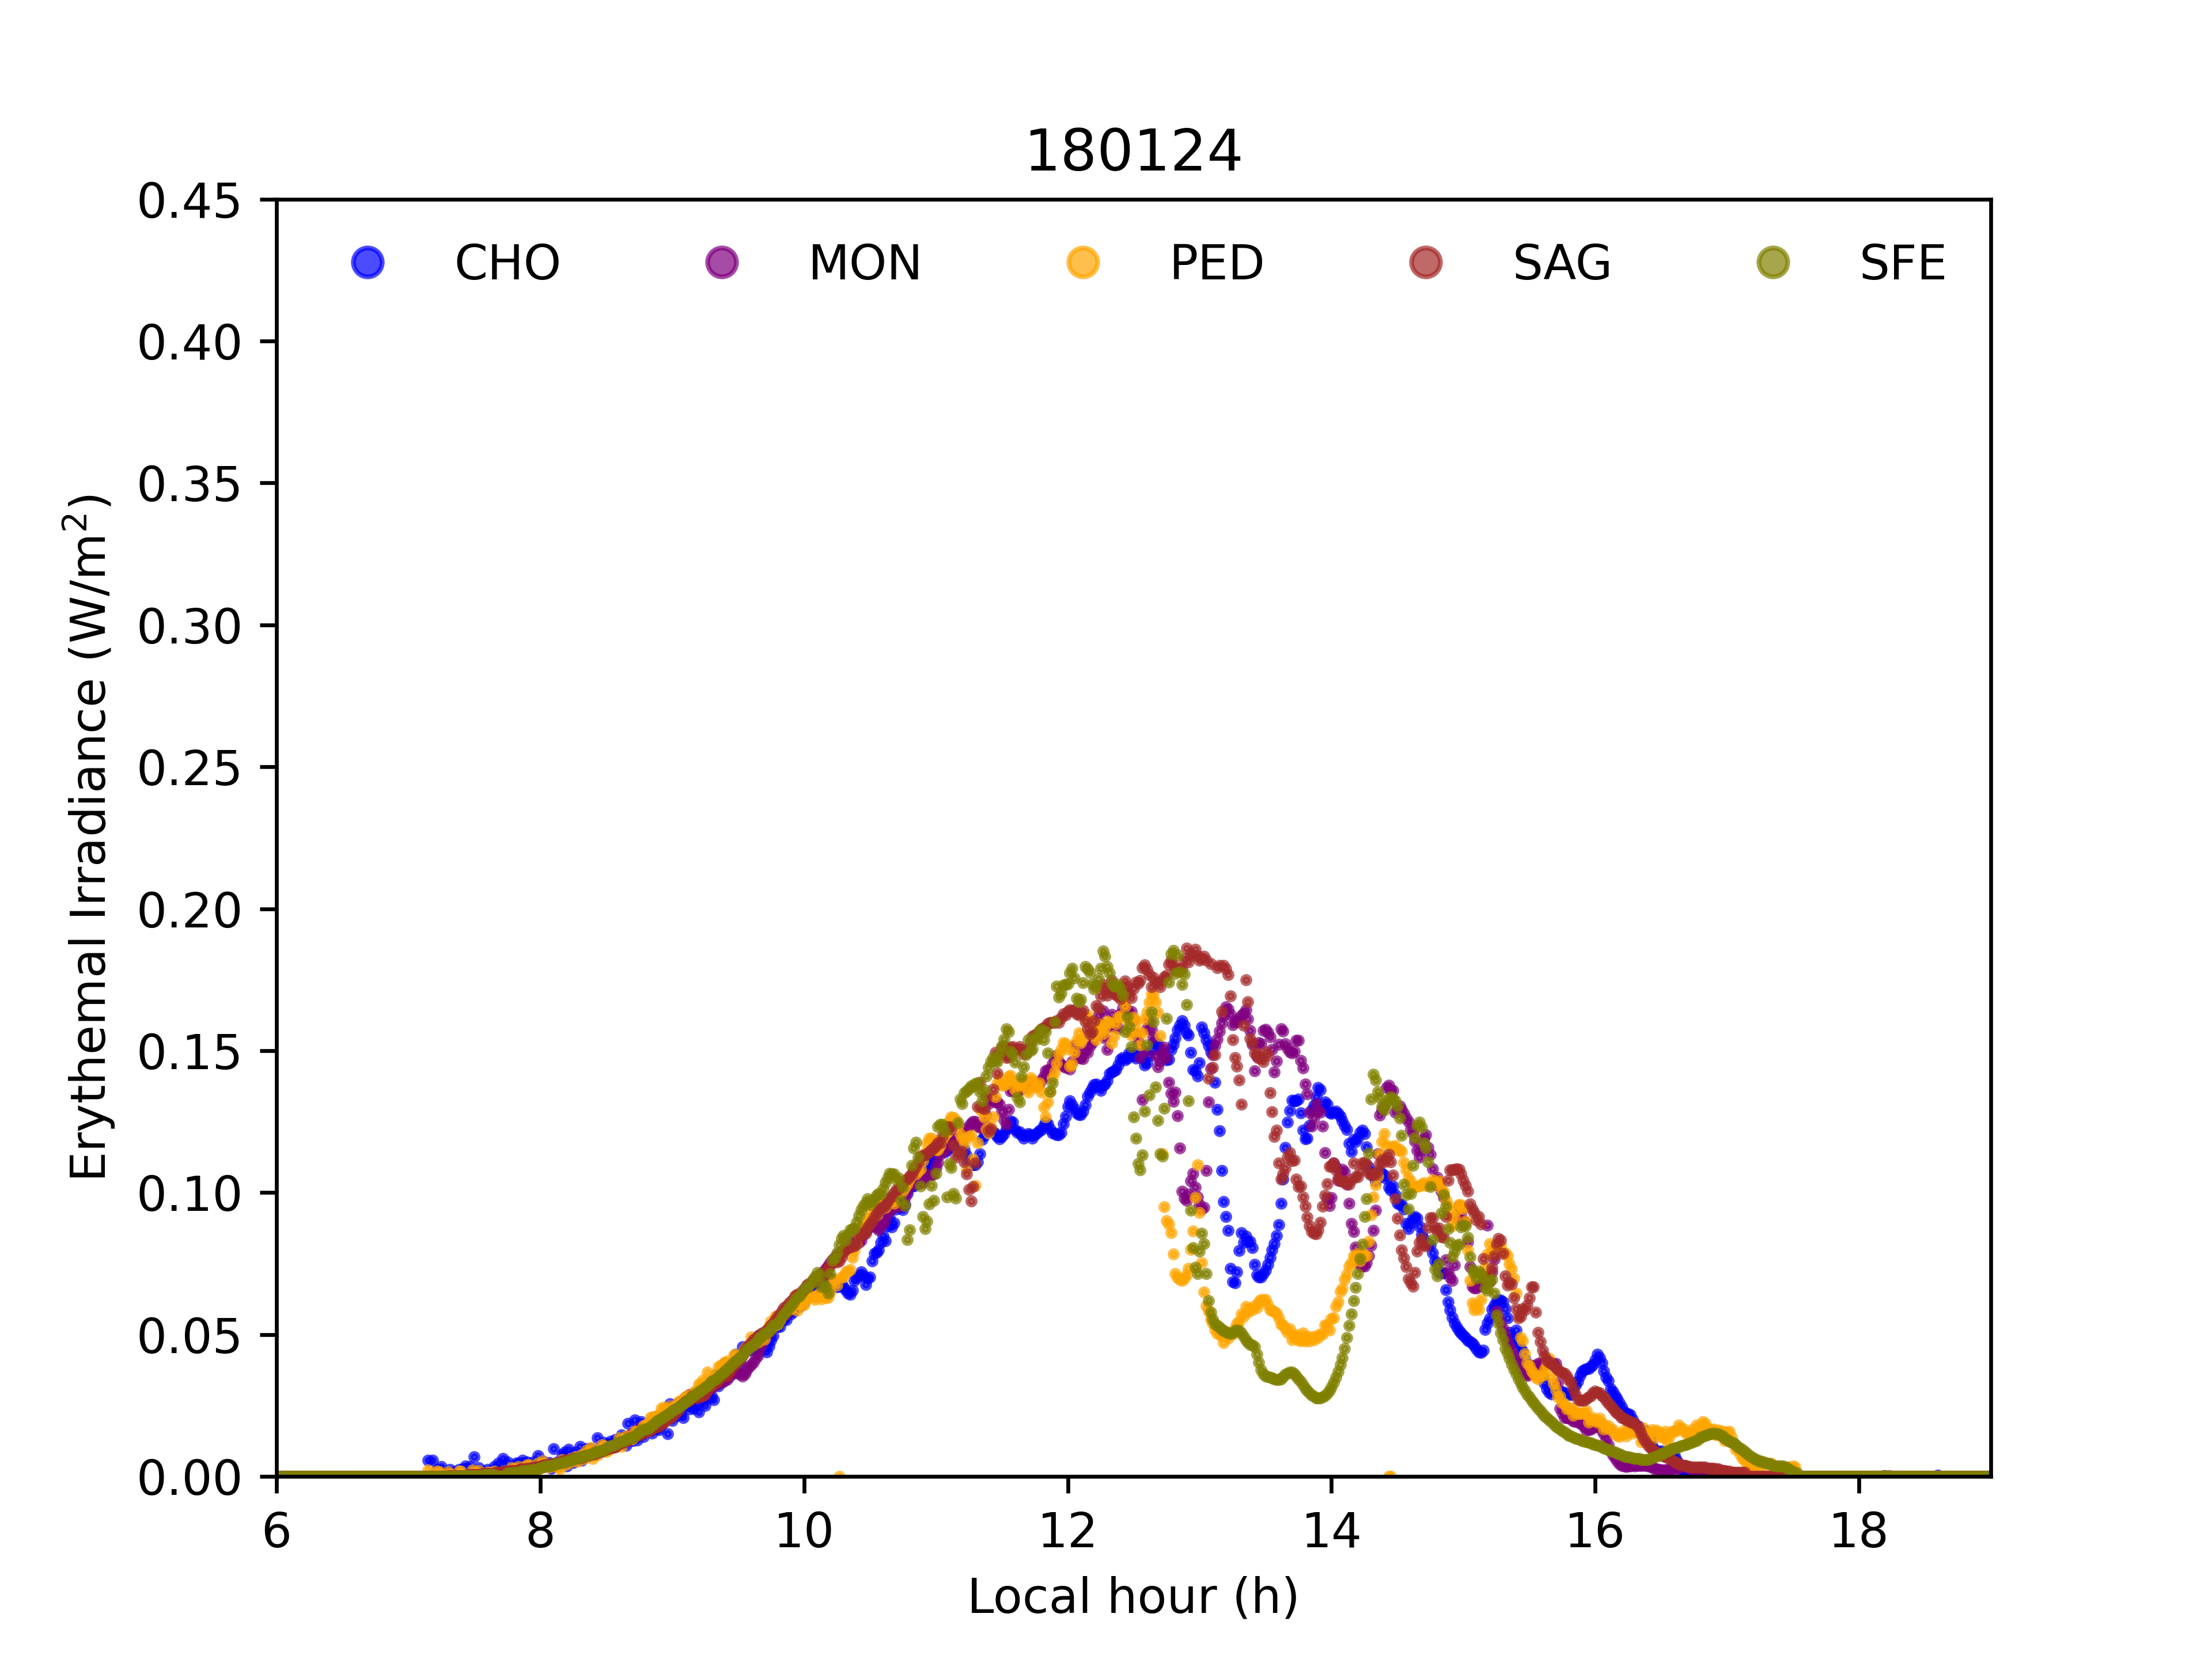 180124
CHO MON PED SAG SFE
0.45
0.40
0.35
0.30
0.25
0.20
0.15
0.10
0.05
0.00
Erythemal Irradiance (W/m²)
6 8 10 12 14 16 18
Local hour (h)